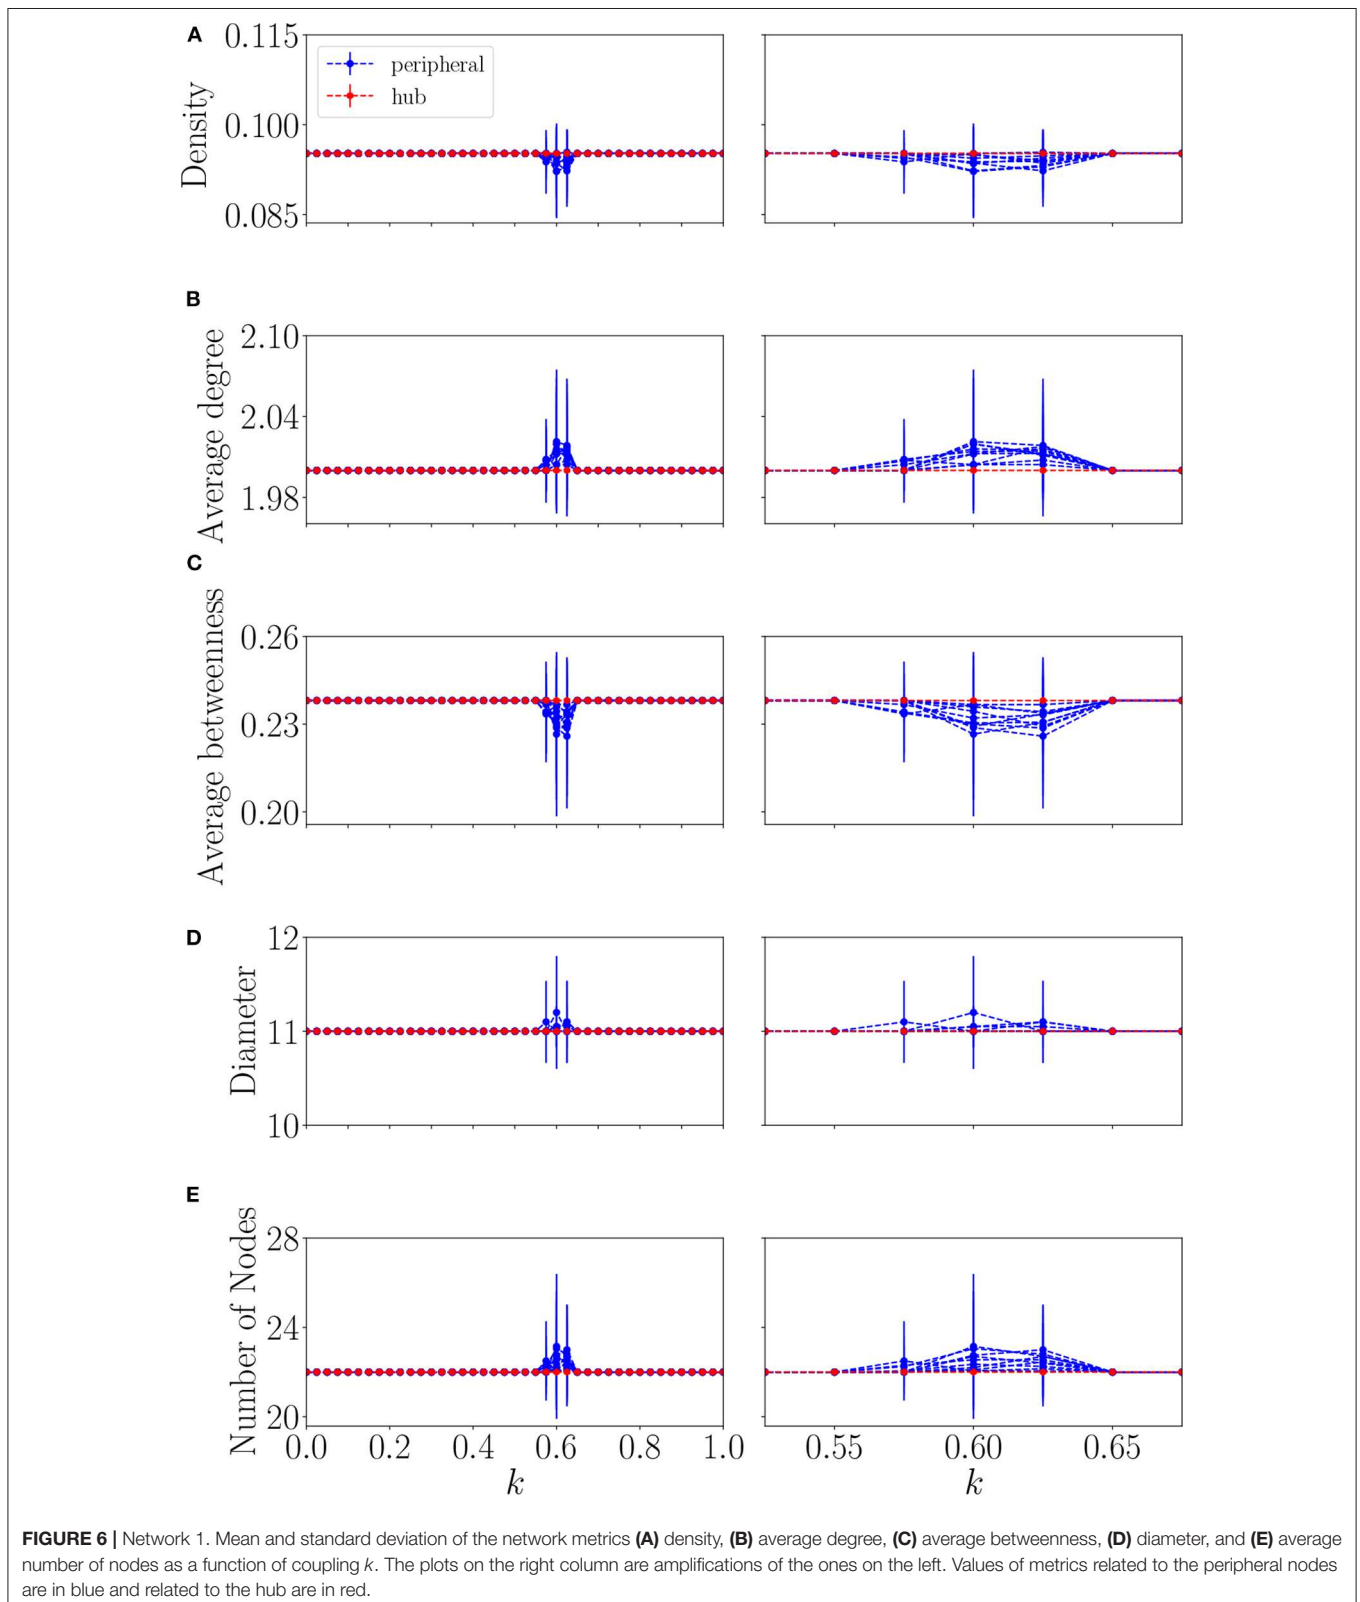 A
Density
0.115
0.100
0.085
peripheral
hub
B
Average degree
2.10
2.04
1.98
C
Average betweenness
0.26
0.23
0.20
D
Diameter
12
11
10
E
Number of Nodes
28
24
20
0.0 0.2 0.4 0.6 0.8 1.0
k
0.55 0.60 0.65
k
FIGURE 6 | Network 1. Mean and standard deviation of the network metrics (A) density, (B) average degree, (C) average betweenness, (D) diameter, and (E) average
number of nodes as a function of coupling k. The plots on the right column are amplifications of the ones on the left. Values of metrics related to the peripheral nodes
are in blue and related to the hub are in red.